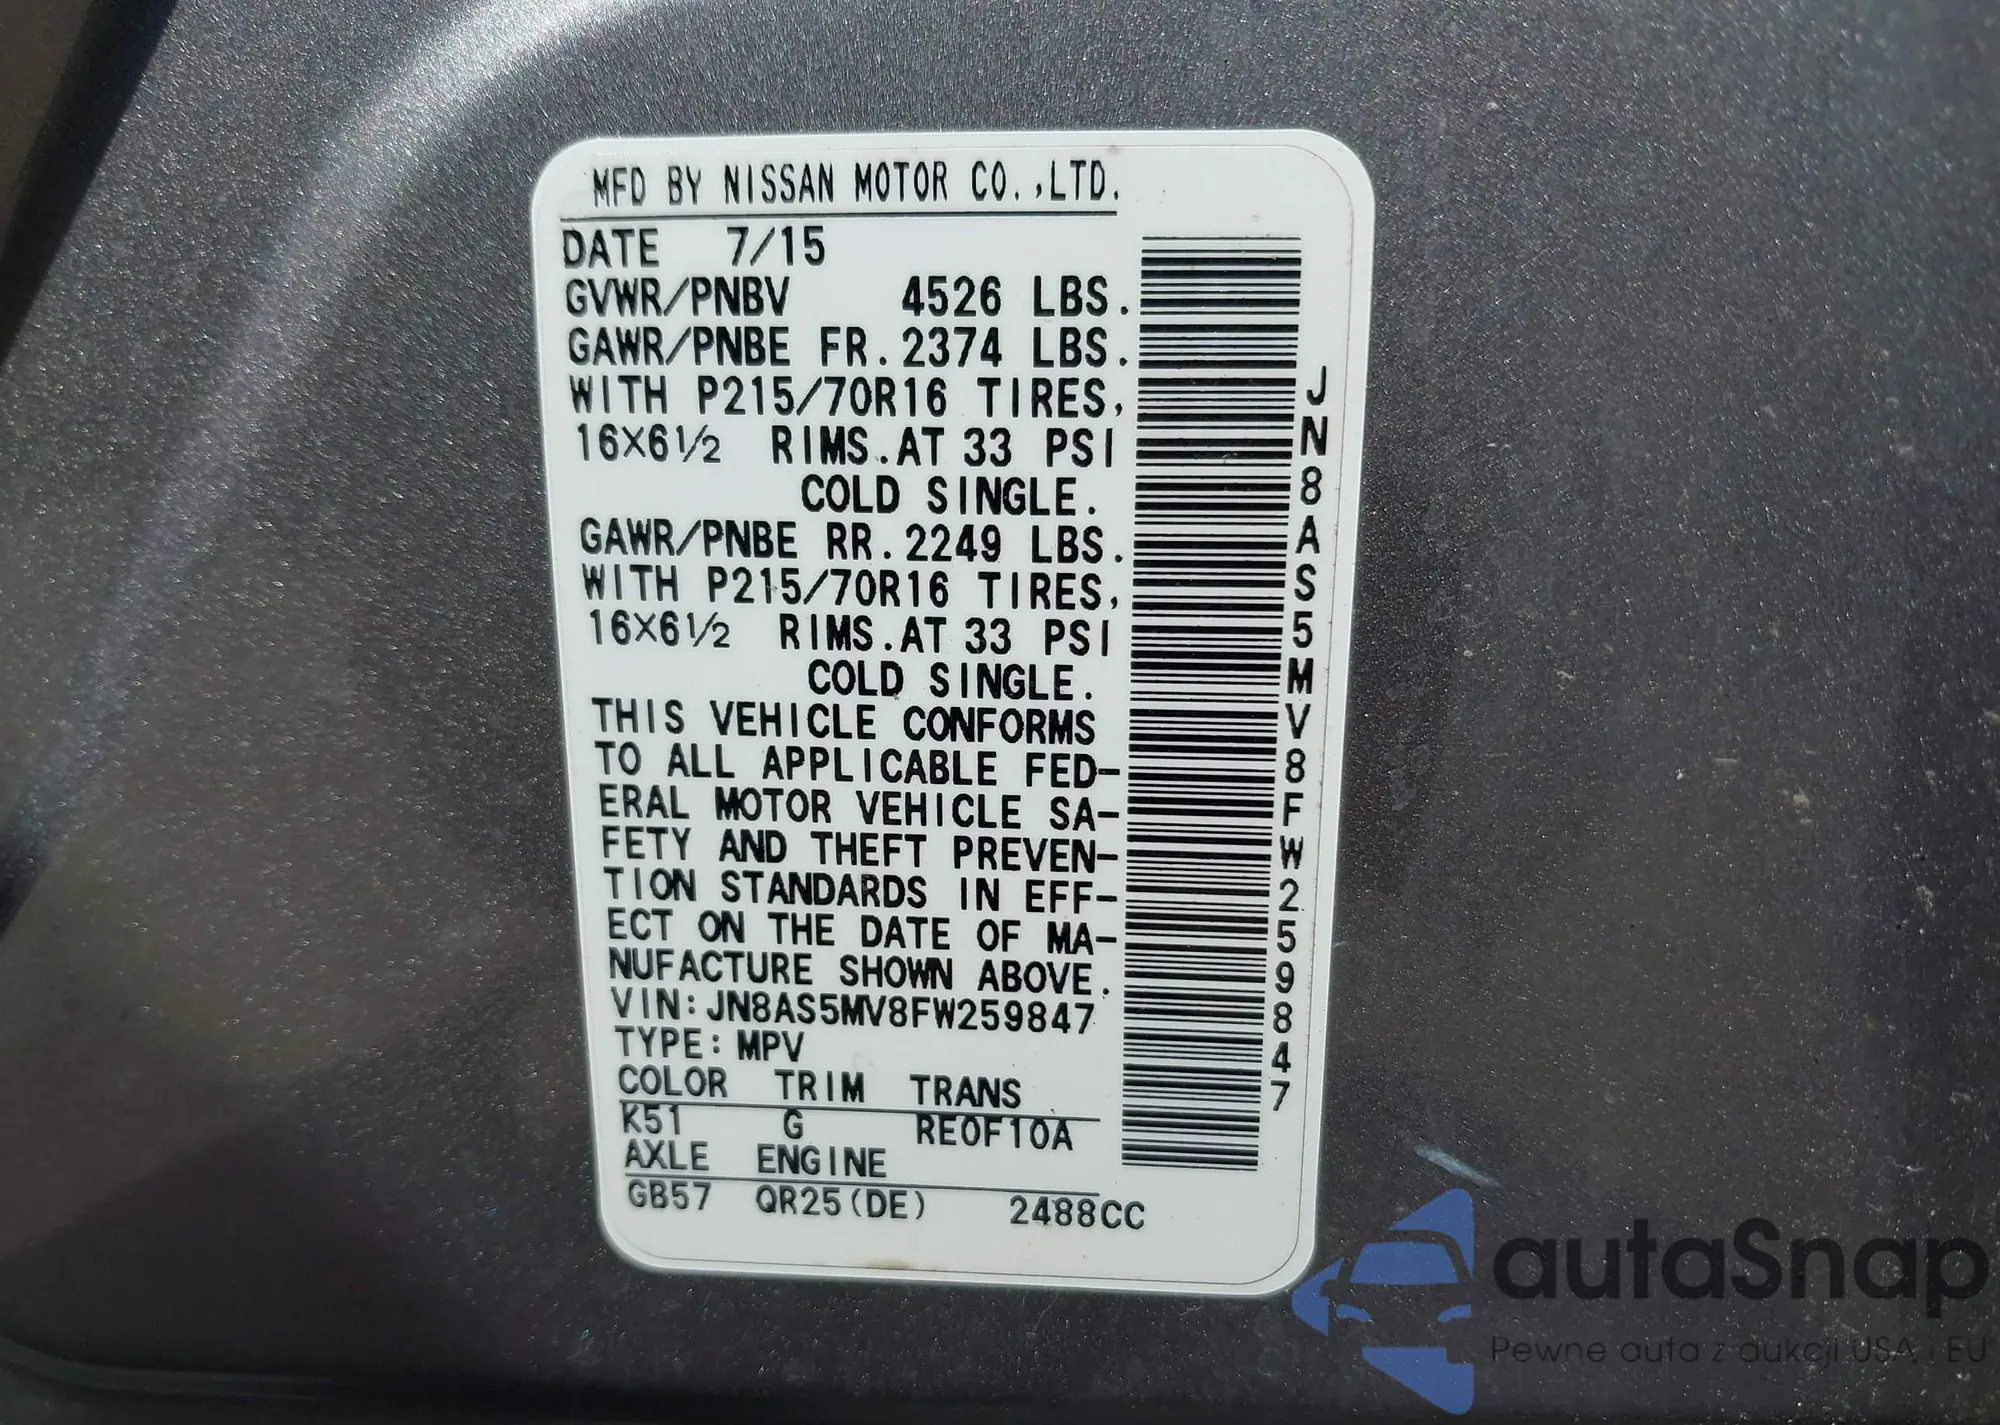 MFD BY NISSAN MOTOR CO.,LTD.
DATE 7/15
GVWR/PNBV 4526 LBS.
GAWR/PNBE FR. 2374 LBS.
WITH P215/70R16 TIRES,
16X6½ RIMS. AT 33 PSI
COLD SINGLE.
GAWR/PNBE RR. 2249 LBS.
WITH P215/70R16 TIRES,
16X6½ RIMS. AT 33 PSI
COLD SINGLE.
THIS VEHICLE CONFORMS
TO ALL APPLICABLE FED-
ERAL MOTOR VEHICLE SA-
FETY AND THEFT PREVEN-
TION STANDARDS IN EFF-
ECT ON THE DATE OF MA-
NUFACTURE SHOWN ABOVE.
VIN: JN8AS5MV8FW259847
TYPE: MPV
COLOR TRIM TRANS
K51 G RE0F10A
AXLE ENGINE
GB57 QR25(DE) 2488CC
JN8AS5MV8FW259847
autaSnap
Pewne auta z aukcji USA i EU